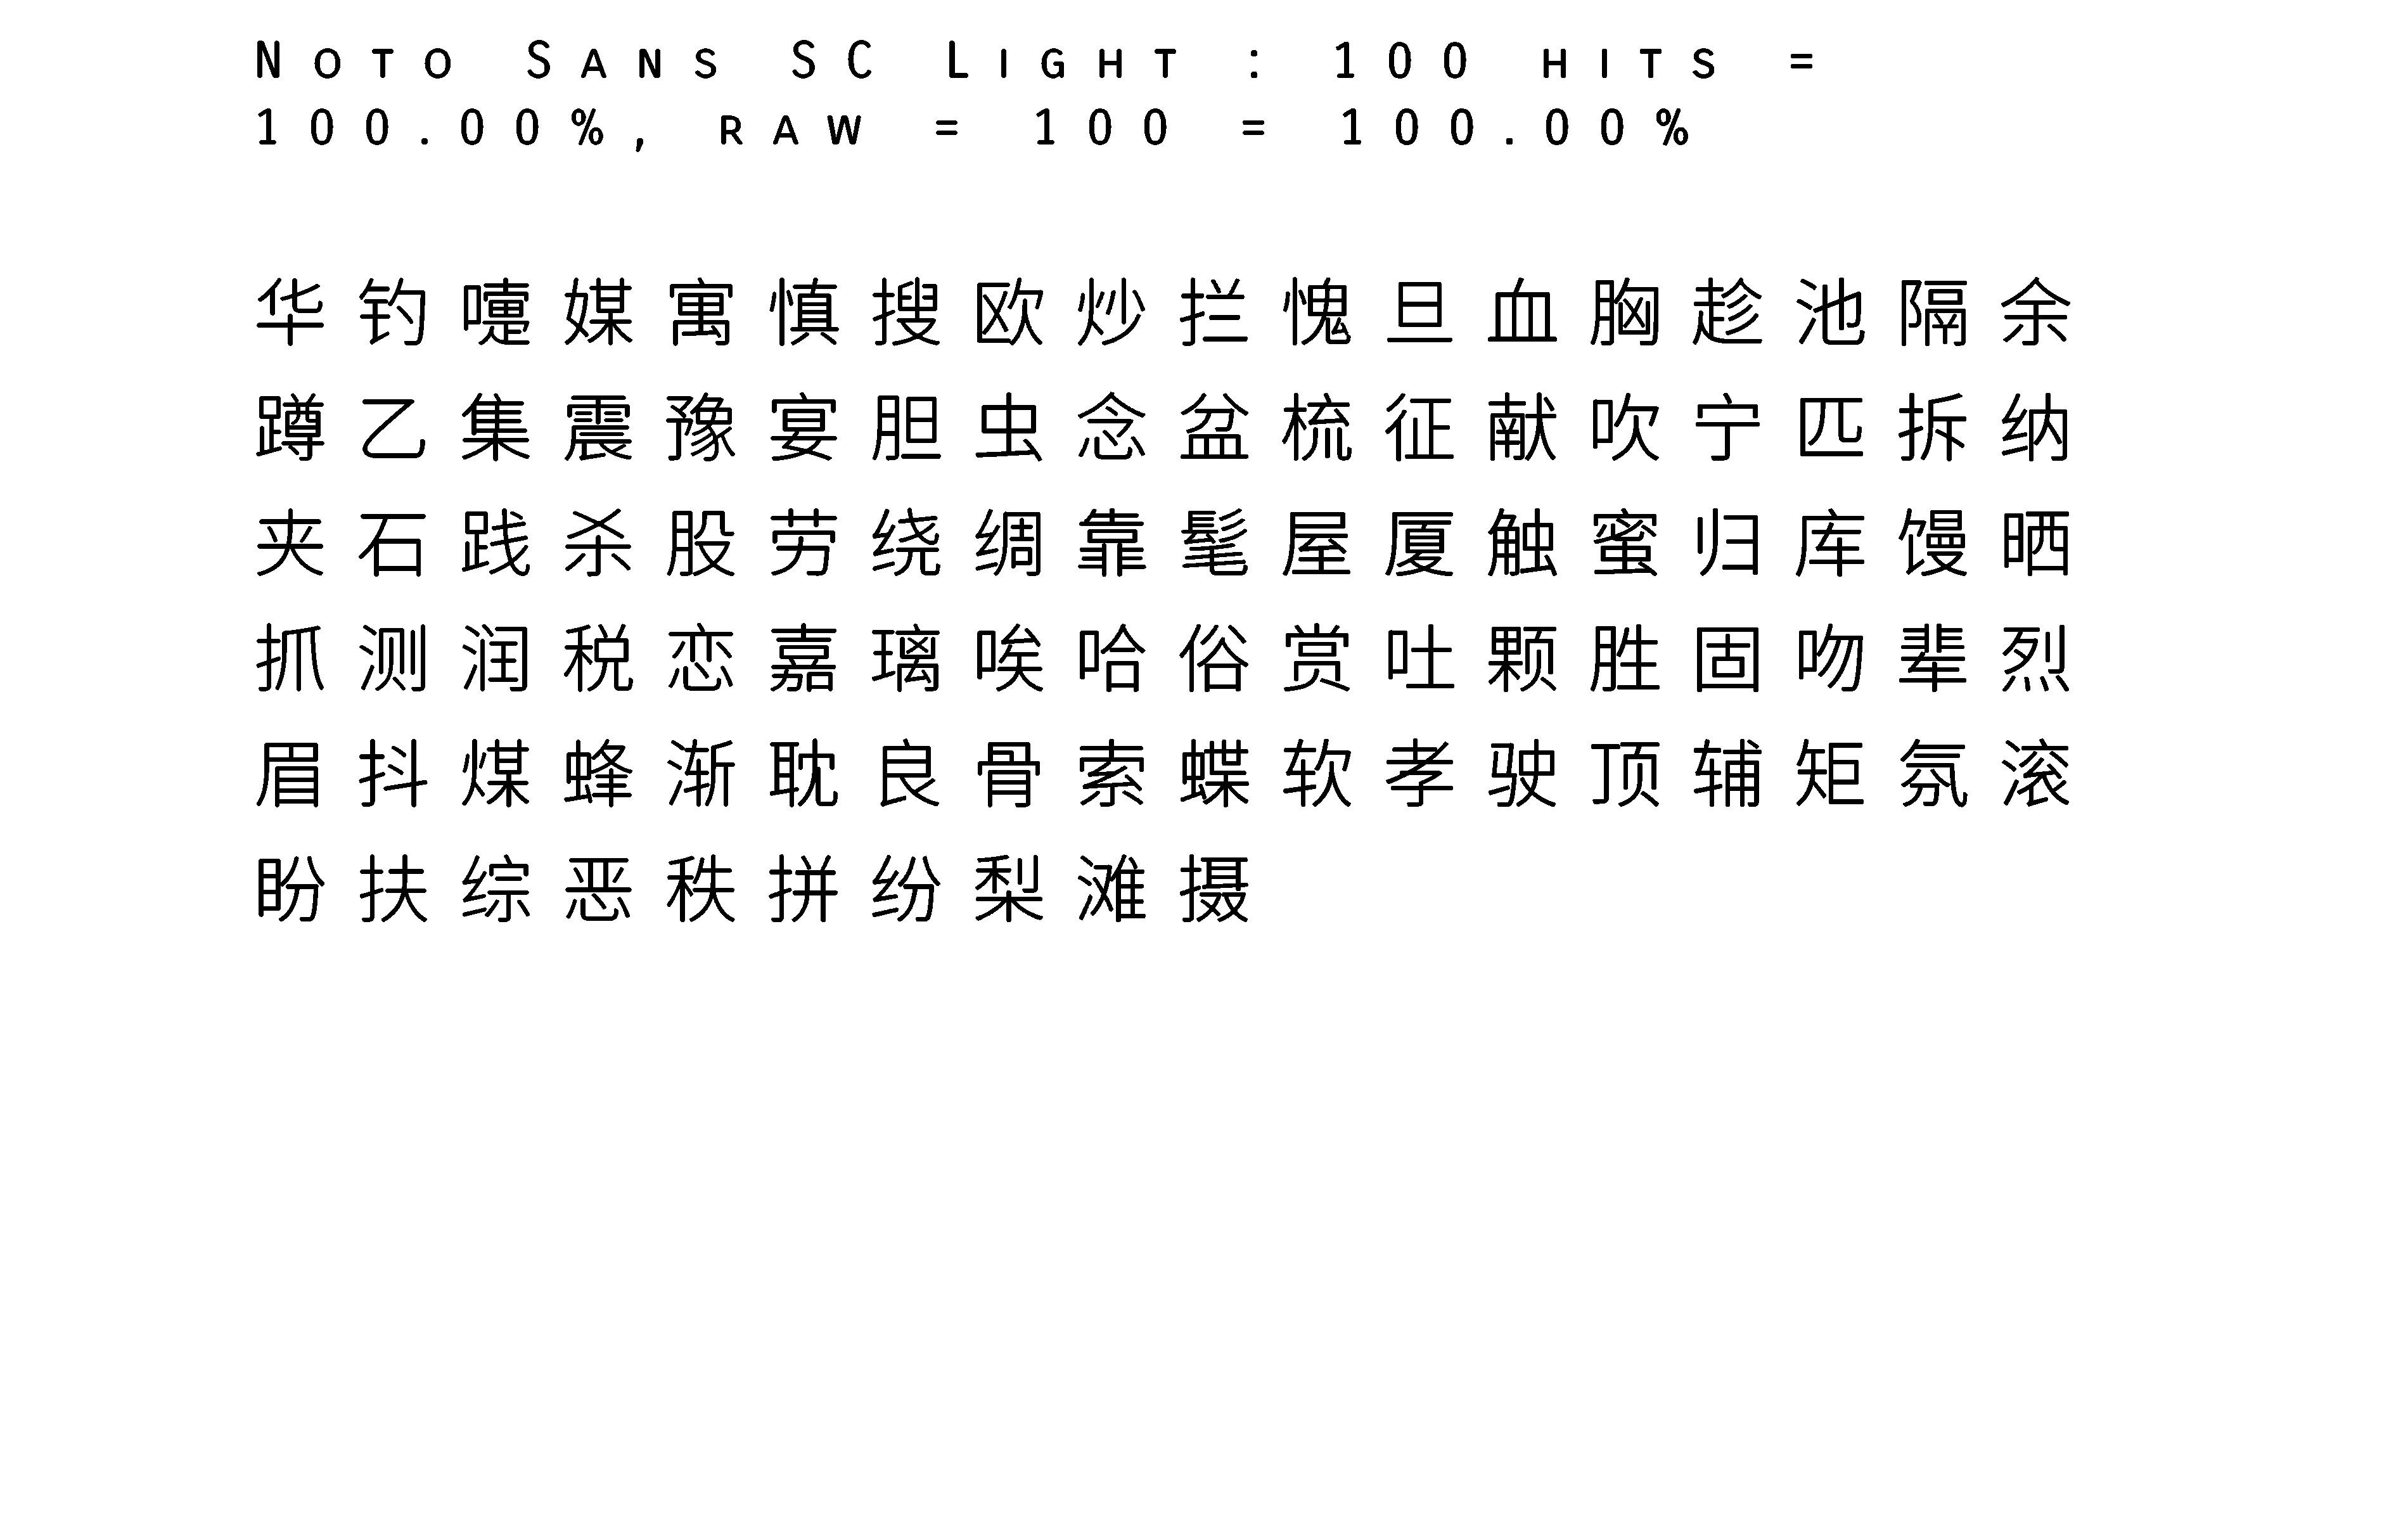 Noto Sans SC Light : 100 hits =
100.00%, raw = 100 = 100.00%
华钓嚏媒寓慎搜欧炒拦愧旦血胸趁池隔余
蹲乙集震豫宴胆虫念盆梳征献吹宁匹拆纳
夹石践杀股劳绕绸靠髦屋厦触蜜归库馒晒
抓测润税恋嘉璃唉哈俗赏吐颗胜固吻辈烈
眉抖煤蜂渐耽良骨索蝶软孝驶顶辅矩氛滚
盼扶综恶秩拼纷梨滩摄